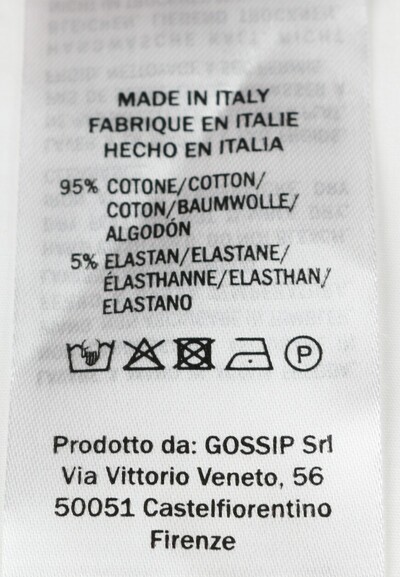 MADE IN ITALY
FABRIQUE EN ITALIE
HECHO EN ITALIA
95% COTONE/COTTON/
COTON/BAUMWOLLE/
ALGODÓN
5% ELASTAN/ELASTANE/
ÉLASTHANNE/ELASTHAN/
ELASTANO
P
Prodotto da: GOSSIP Srl
Via Vittorio Veneto, 56
50051 Castelfiorentino
Firenze